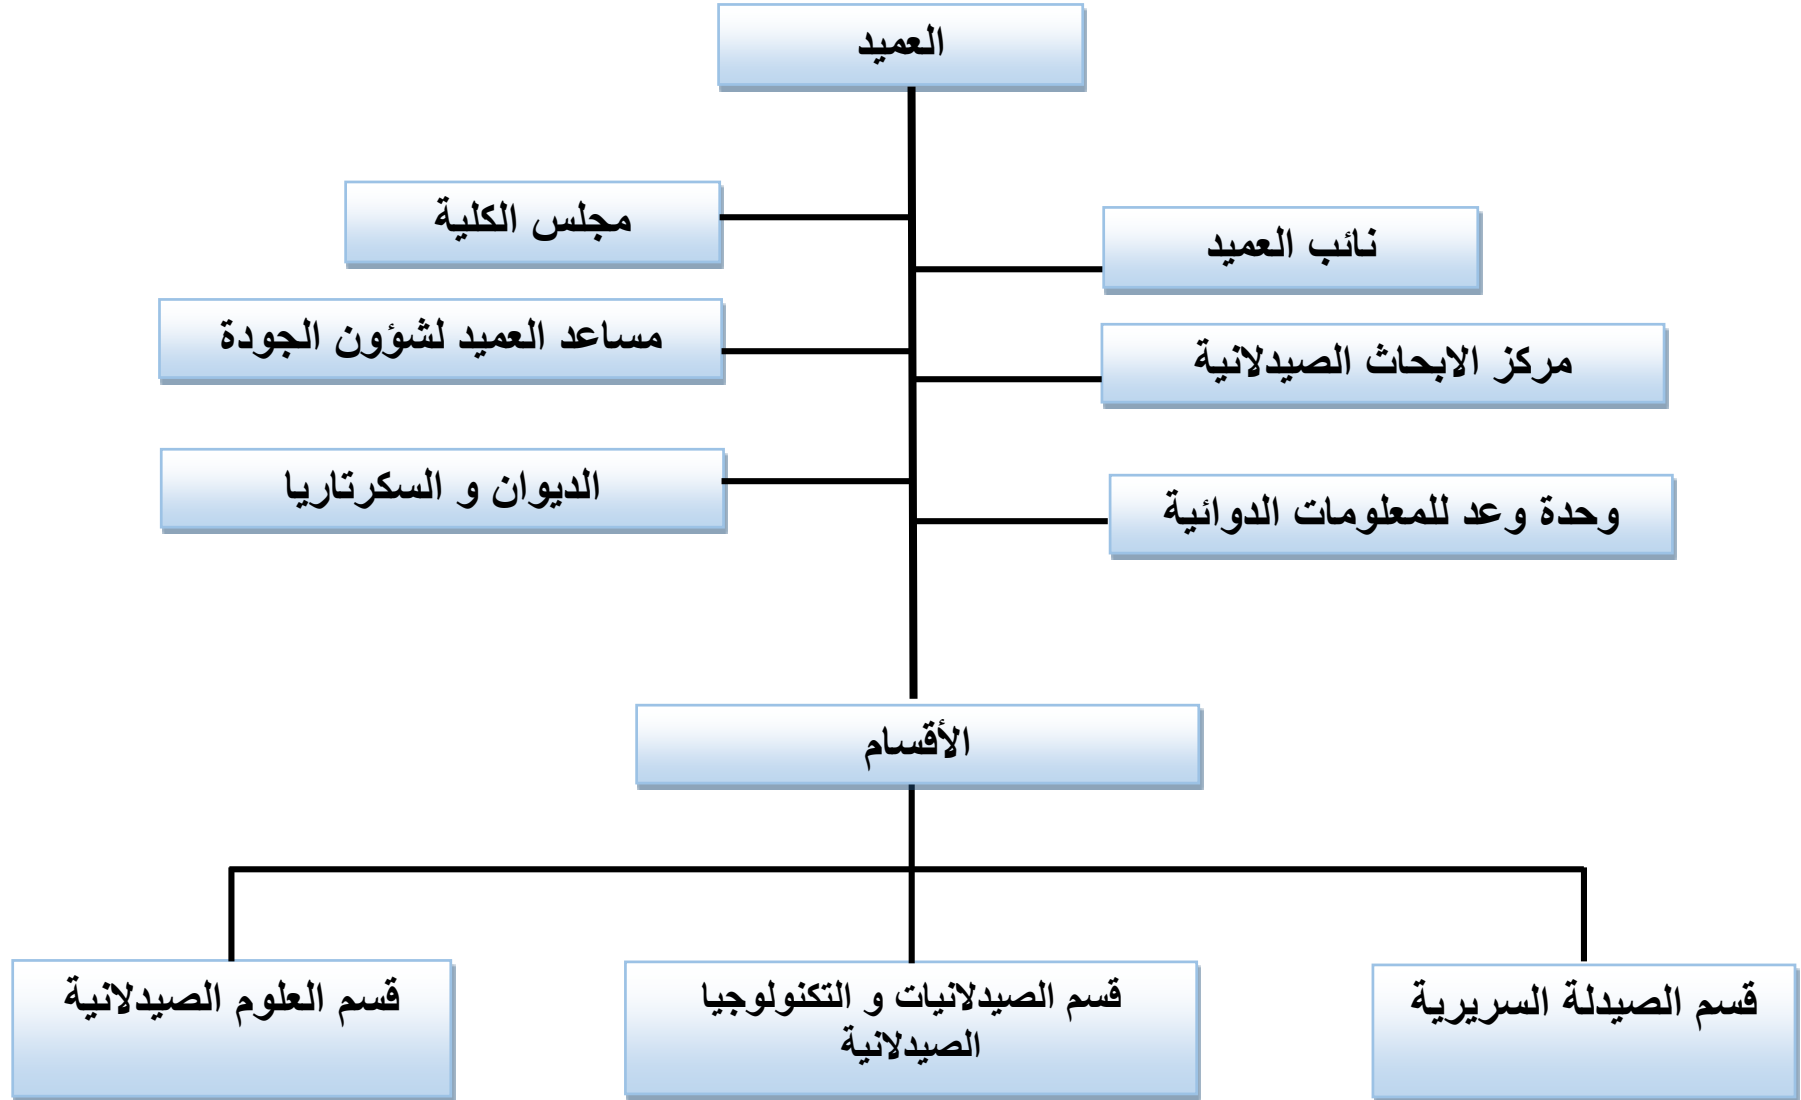 العميد
نائب العميد
مجلس الكلية
مركز الابحاث الصيدلانية
مساعد العميد لشؤون الجودة
وحدة وعد للمعلومات الدوائية
الديوان و السكرتاريا
الأقسام
قسم الصيدلة السريرية
قسم الصيدلانيات و التكنولوجيا
الصيدلانية
قسم العلوم الصيدلانية